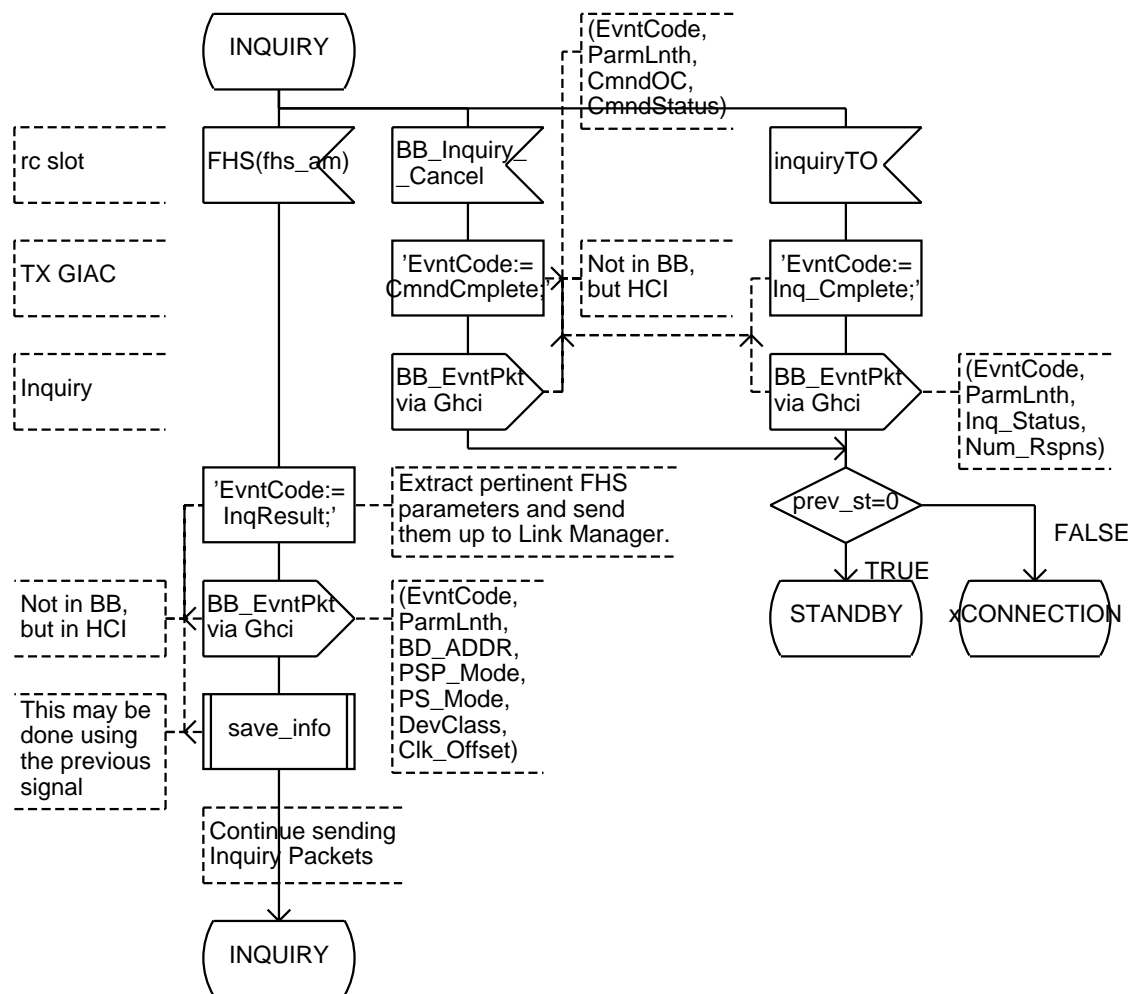 INQUIRY
(EvntCode,
ParmLnth,
CmndOC,
CmndStatus)
rc slot
FHS(fhs_am)
BB_Inquiry_
_Cancel
inquiryTO
TX GIAC
'EvntCode:=
CmndCmplete;'
Not in BB,
but HCI
'EvntCode:=
Inq_Cmplete;'
Inquiry
BB_EvntPkt
via Ghci
BB_EvntPkt
via Ghci
(EvntCode,
ParmLnth,
Inq_Status,
Num_Rspns)
'EvntCode:=
InqResult;'
Extract pertinent FHS
parameters and send
them up to Link Manager.
prev_st=0
FALSE
TRUE
Not in BB,
but in HCI
BB_EvntPkt
via Ghci
(EvntCode,
ParmLnth,
BD_ADDR,
PSP_Mode,
PS_Mode,
DevClass,
Clk_Offset)
STANDBY
xCONNECTION
This may be
done using
the previous
signal
save_info
Continue sending
Inquiry Packets
INQUIRY